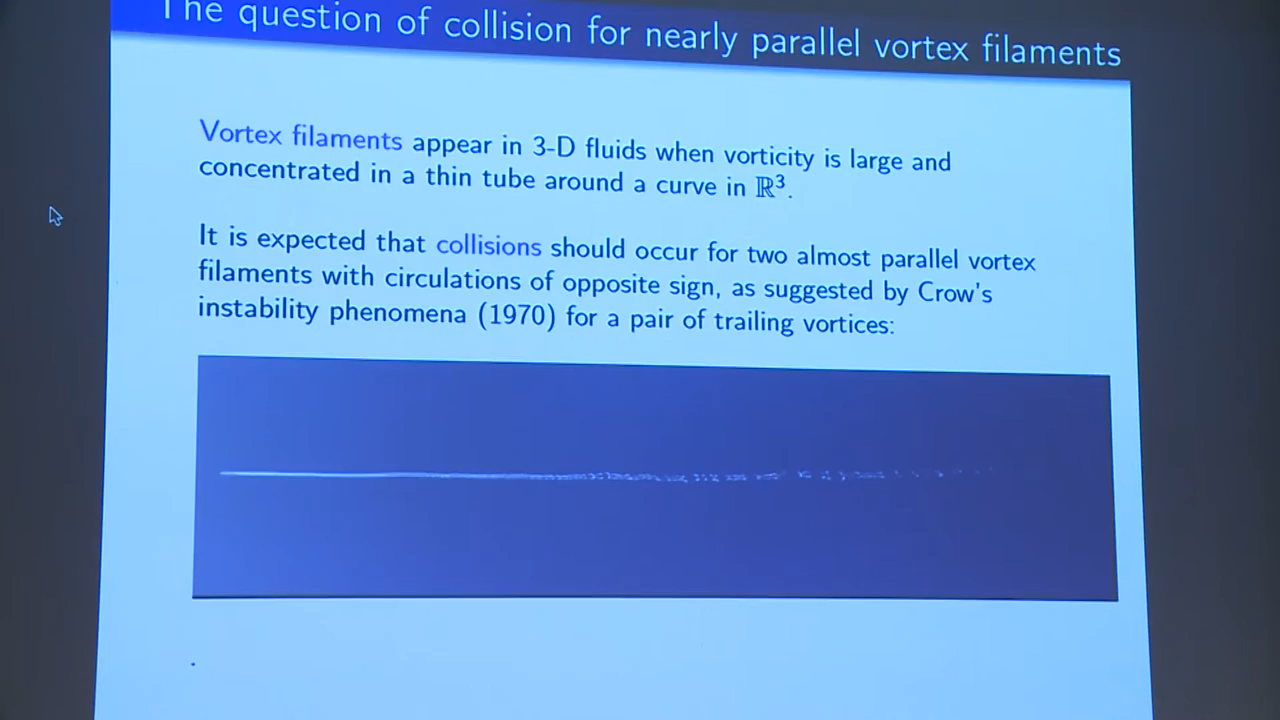 The question of collision for nearly parallel vortex filaments
Vortex filaments appear in 3-D fluids when vorticity is large and
concentrated in a thin tube around a curve in ℝ³.
It is expected that collisions should occur for two almost parallel vortex
filaments with circulations of opposite sign, as suggested by Crow's
instability phenomena (1970) for a pair of trailing vortices: